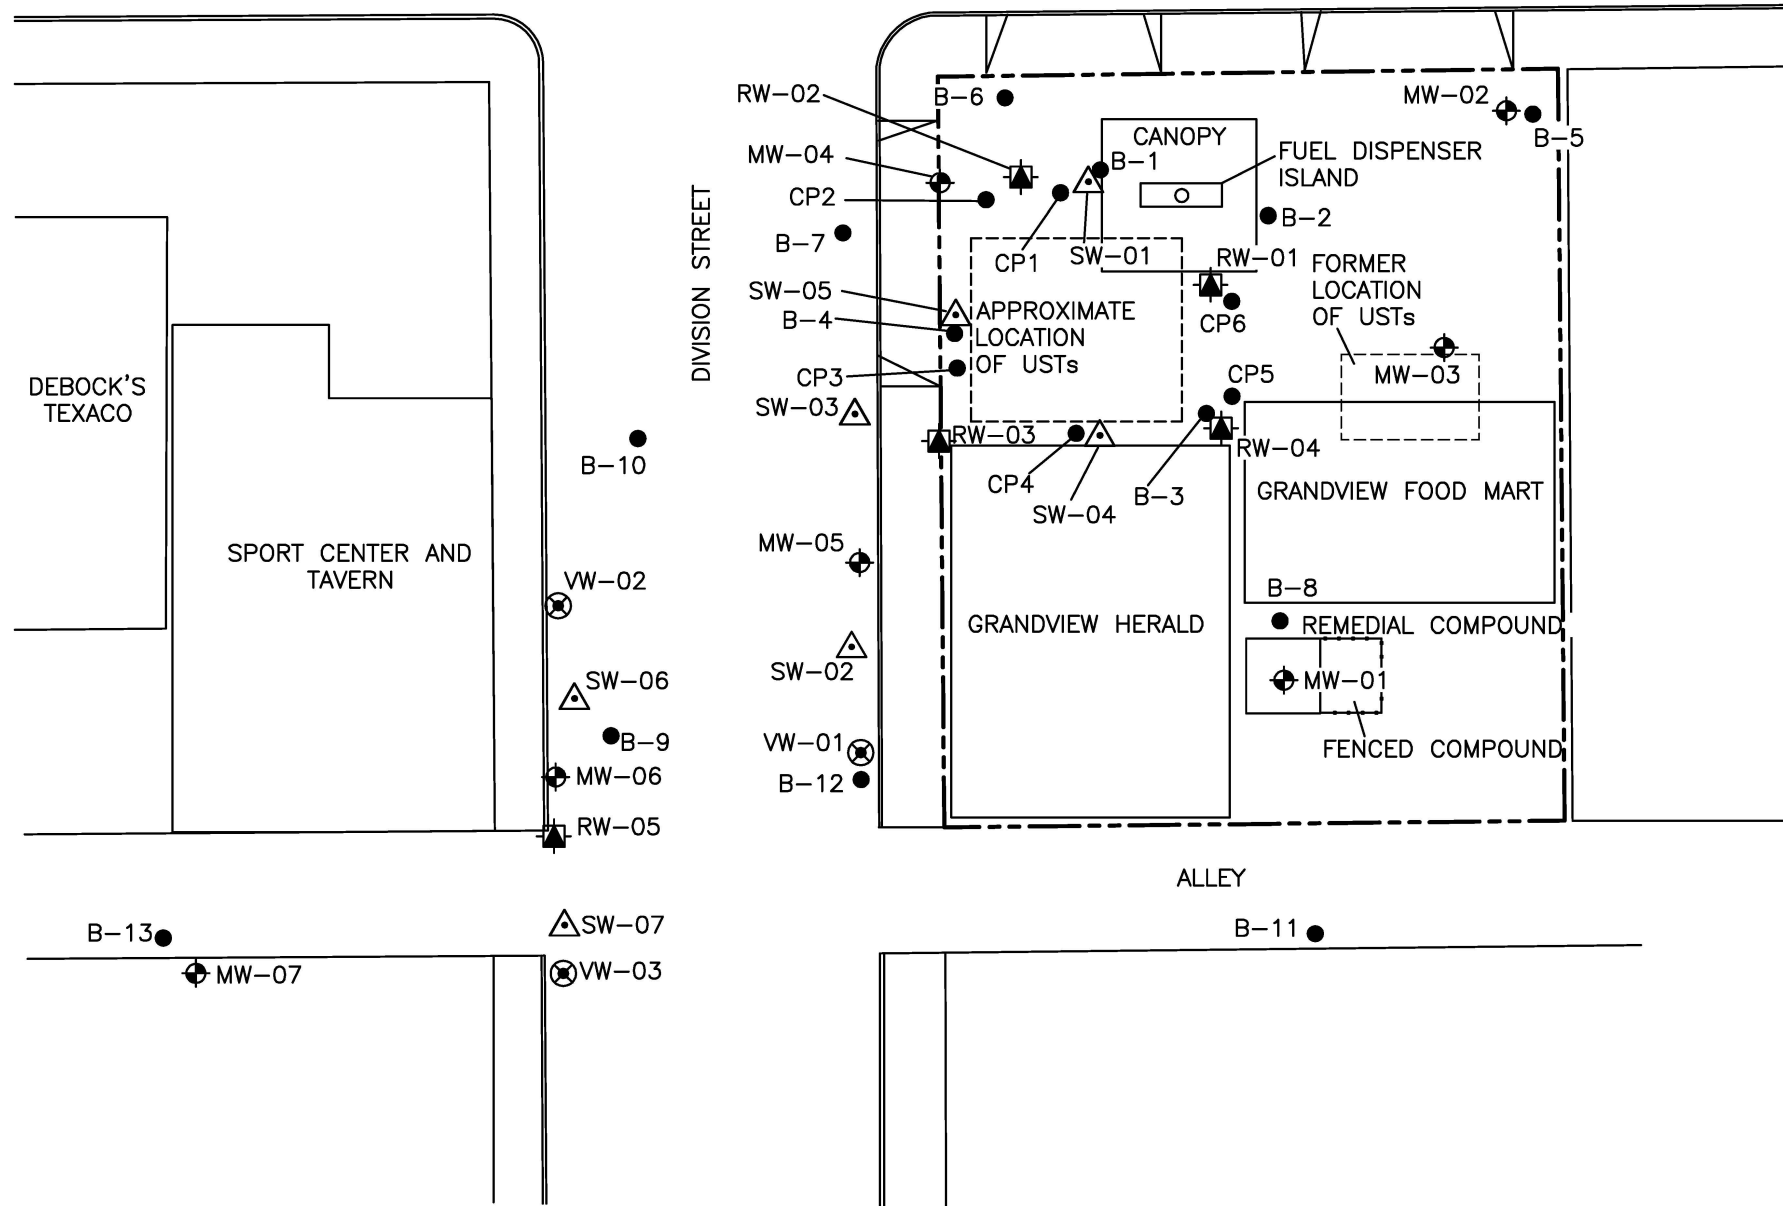 RW-02
B-6
MW-02
B-5
CANOPY
FUEL DISPENSER
ISLAND
MW-04
B-1
CP2
B-2
B-7
DIVISION STREET
CP1
SW-01
RW-01
FORMER
LOCATION
OF USTs
SW-05
B-4
APPROXIMATE
LOCATION
OF USTs
CP6
CP3
MW-03
CP5
DEBOCK'S
TEXACO
SW-03
RW-03
RW-04
B-10
CP4
SW-04
B-3
GRANDVIEW FOOD MART
SPORT CENTER AND
TAVERN
MW-05
VW-02
B-8
GRANDVIEW HERALD
REMEDIAL COMPOUND
SW-02
SW-06
MW-01
B-9
VW-01
FENCED COMPOUND
MW-06
B-12
RW-05
ALLEY
B-13
SW-07
B-11
MW-07
VW-03